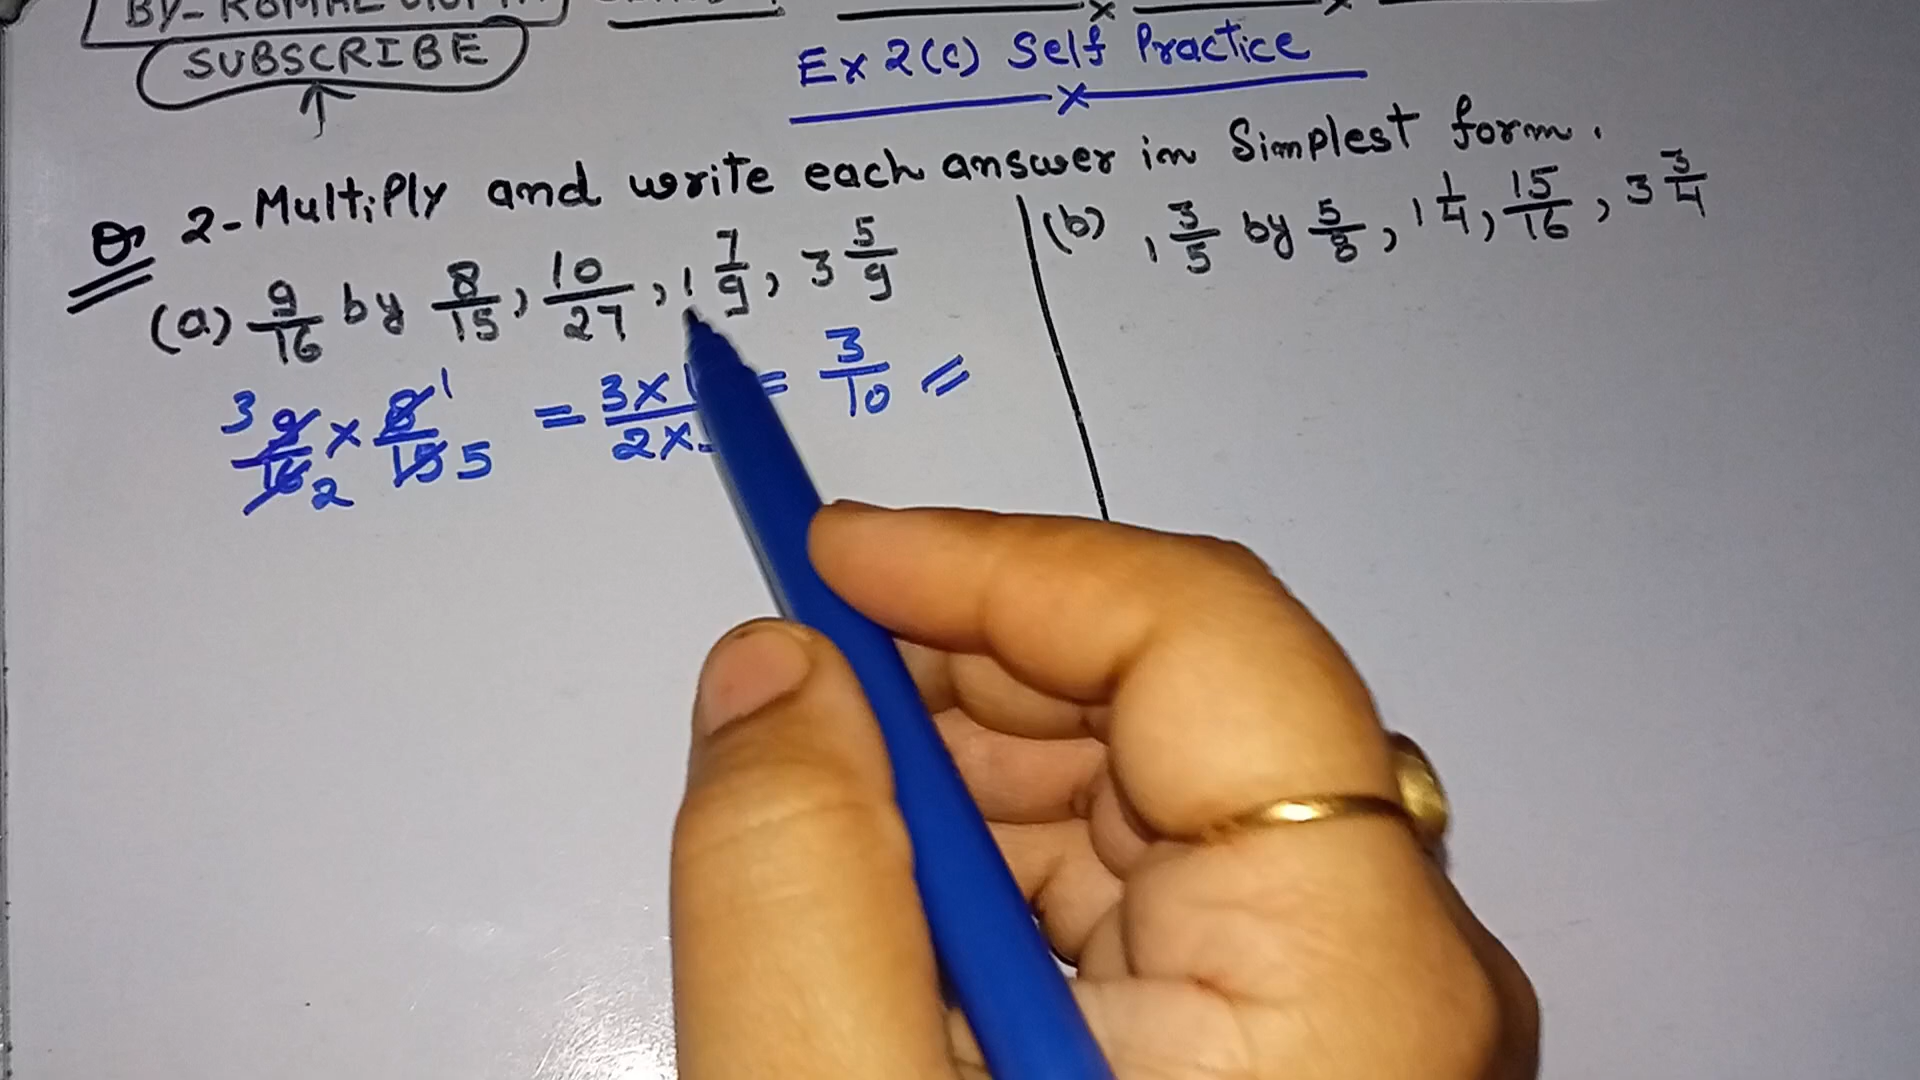 BY-
SUBSCRIBE
Ex 2(c) Self Practice
Q 2-Multiply and write each answer in Simplest form.
(a) 9/16 by 8/15, 10/27, 1 7/9, 3 5/9
(b) 1 3/5 by 5/8, 1 1/4, 15/16, 3 3/4
3 9/16 2 × 8 1/15 5 = 3×/2× = 3/10 =